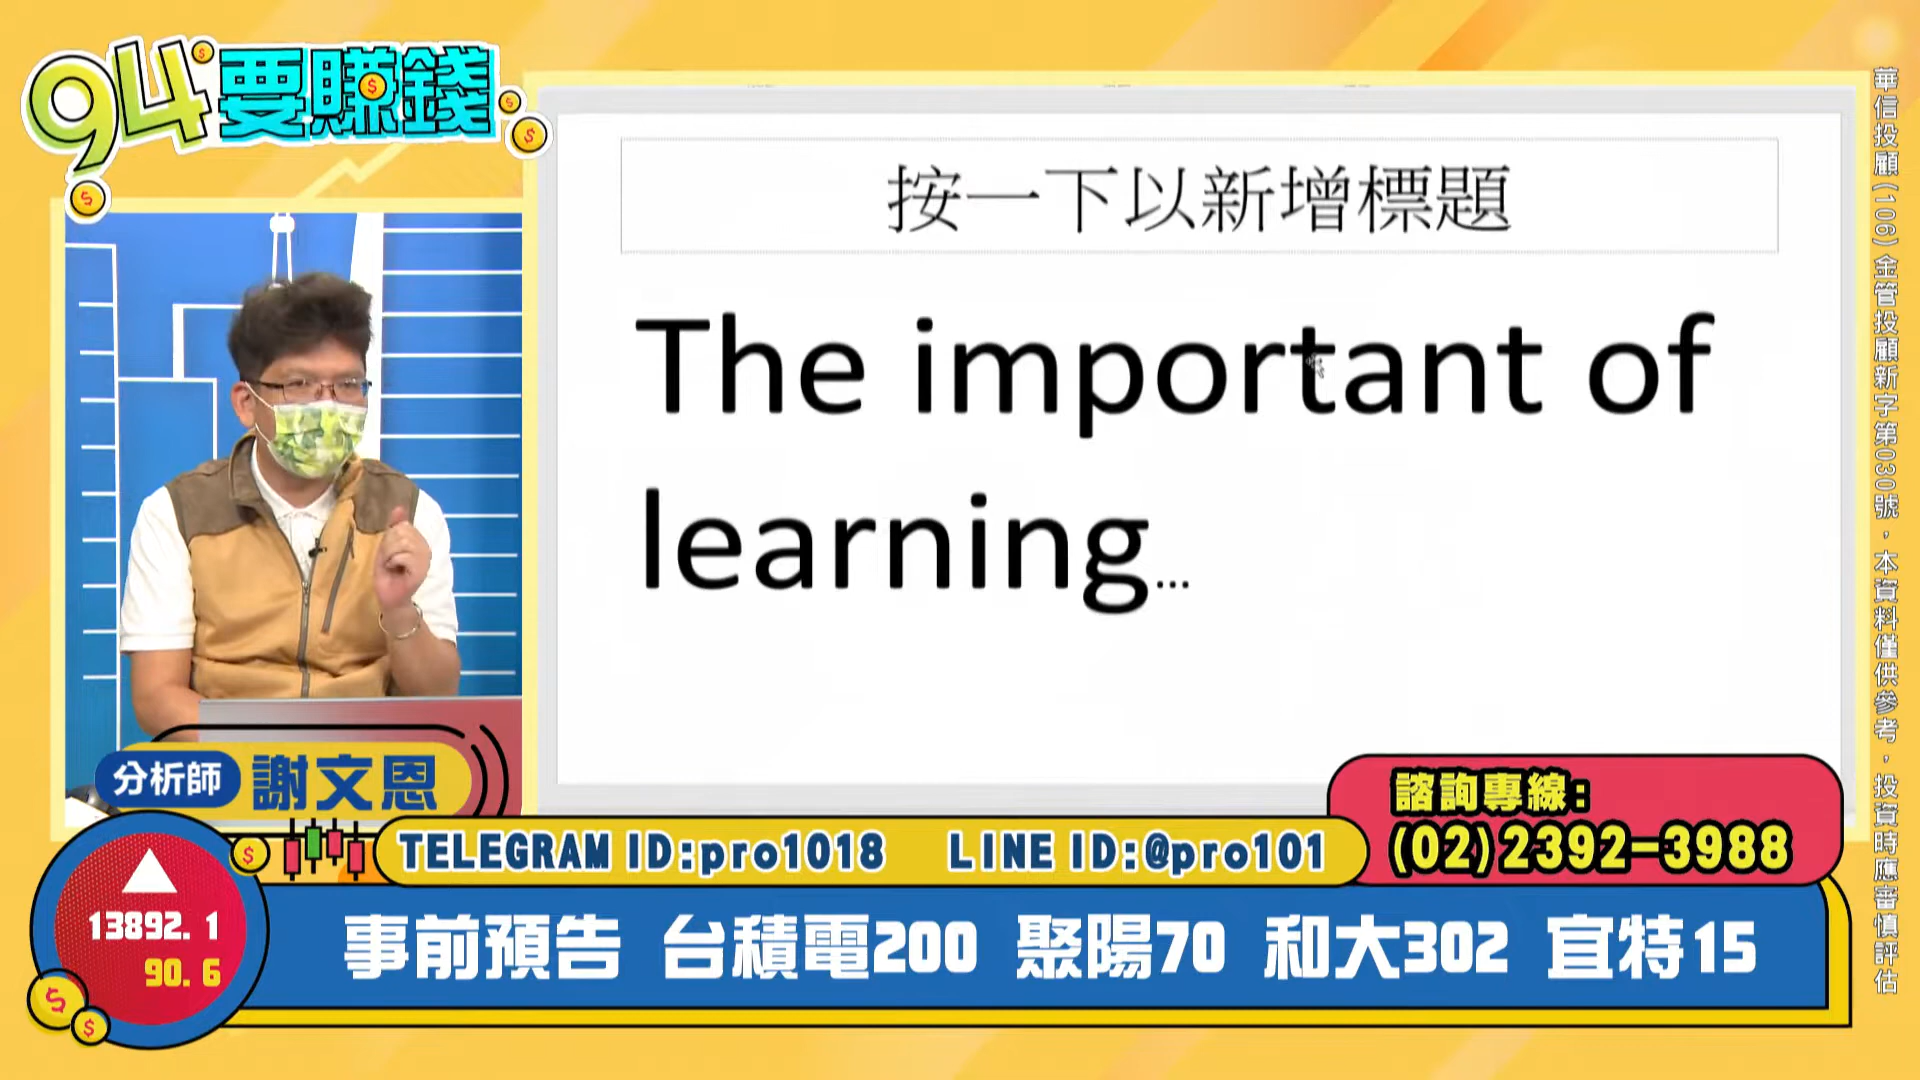 94要賺錢
按一下以新增標題
The important of
learning...
分析師 謝文恩
諮詢專線:
(02)2392-3988
TELEGRAM ID:pro1018 LINE ID:@pro101
13892.1
90.6
事前預告 台積電200 聚陽70 和大302 宜特15
華信投顧(106)金管投顧新字第030號，本資料僅供參考，投資時應審慎評估